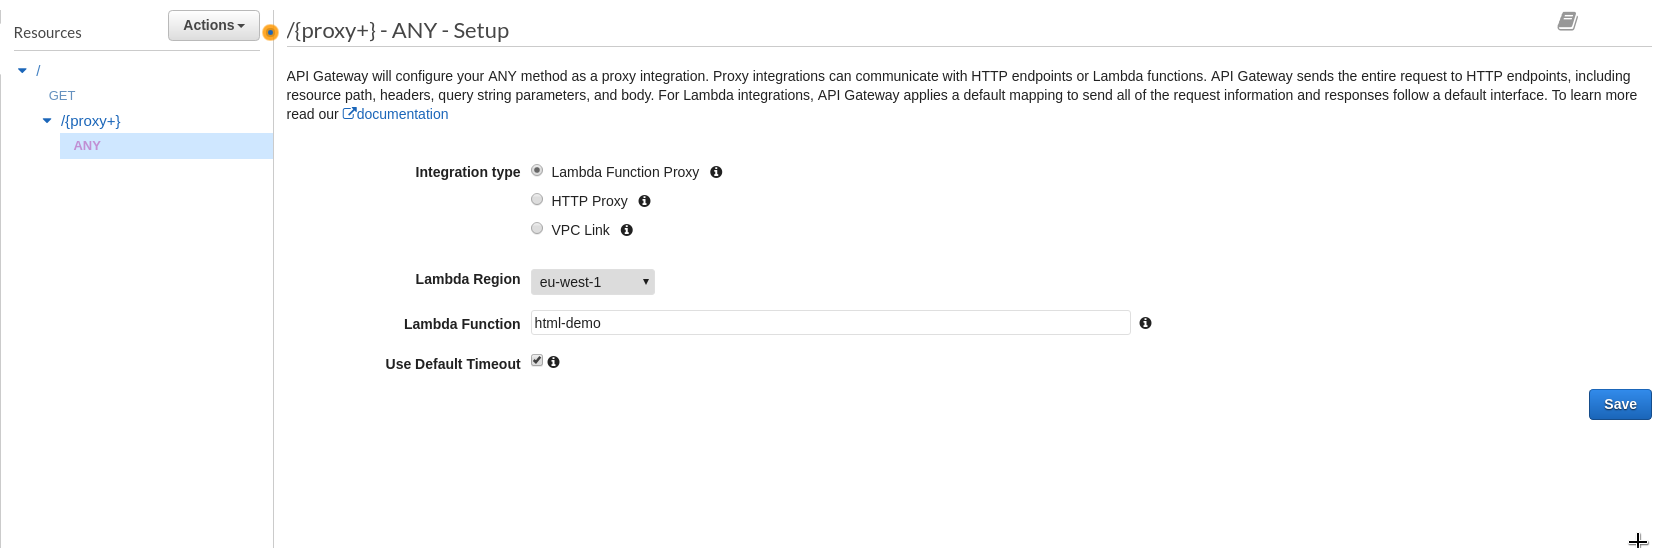 Resources
Actions
/{proxy+} - ANY - Setup
/
GET
/{proxy+}
ANY
API Gateway will configure your ANY method as a proxy integration. Proxy integrations can communicate with HTTP endpoints or Lambda functions. API Gateway sends the entire request to HTTP endpoints, including
resource path, headers, query string parameters, and body. For Lambda integrations, API Gateway applies a default mapping to send all of the request information and responses follow a default interface. To learn more
read our documentation
Integration type Lambda Function Proxy
HTTP Proxy
VPC Link
Lambda Region eu-west-1
Lambda Function html-demo
Use Default Timeout
Save